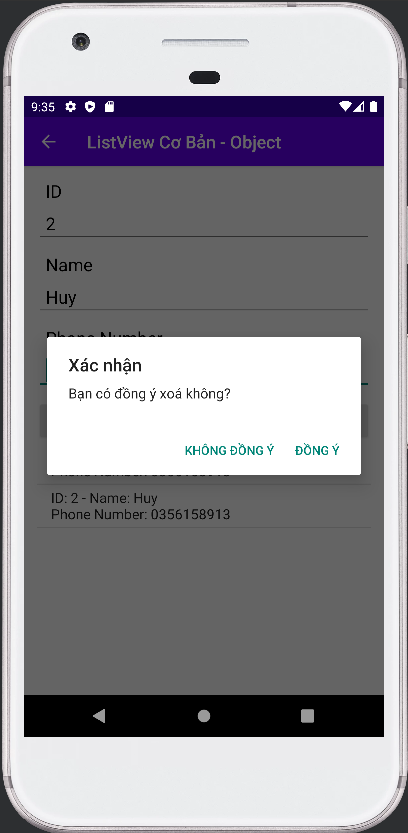 9:35
ListView Cơ Bản - Object
ID
2
Name
Huy
Phone Number
Xác nhận
Bạn có đồng ý xoá không?
KHÔNG ĐỒNG Ý ĐỒNG Ý
ID: 2 - Name: Huy
Phone Number: 0356158913